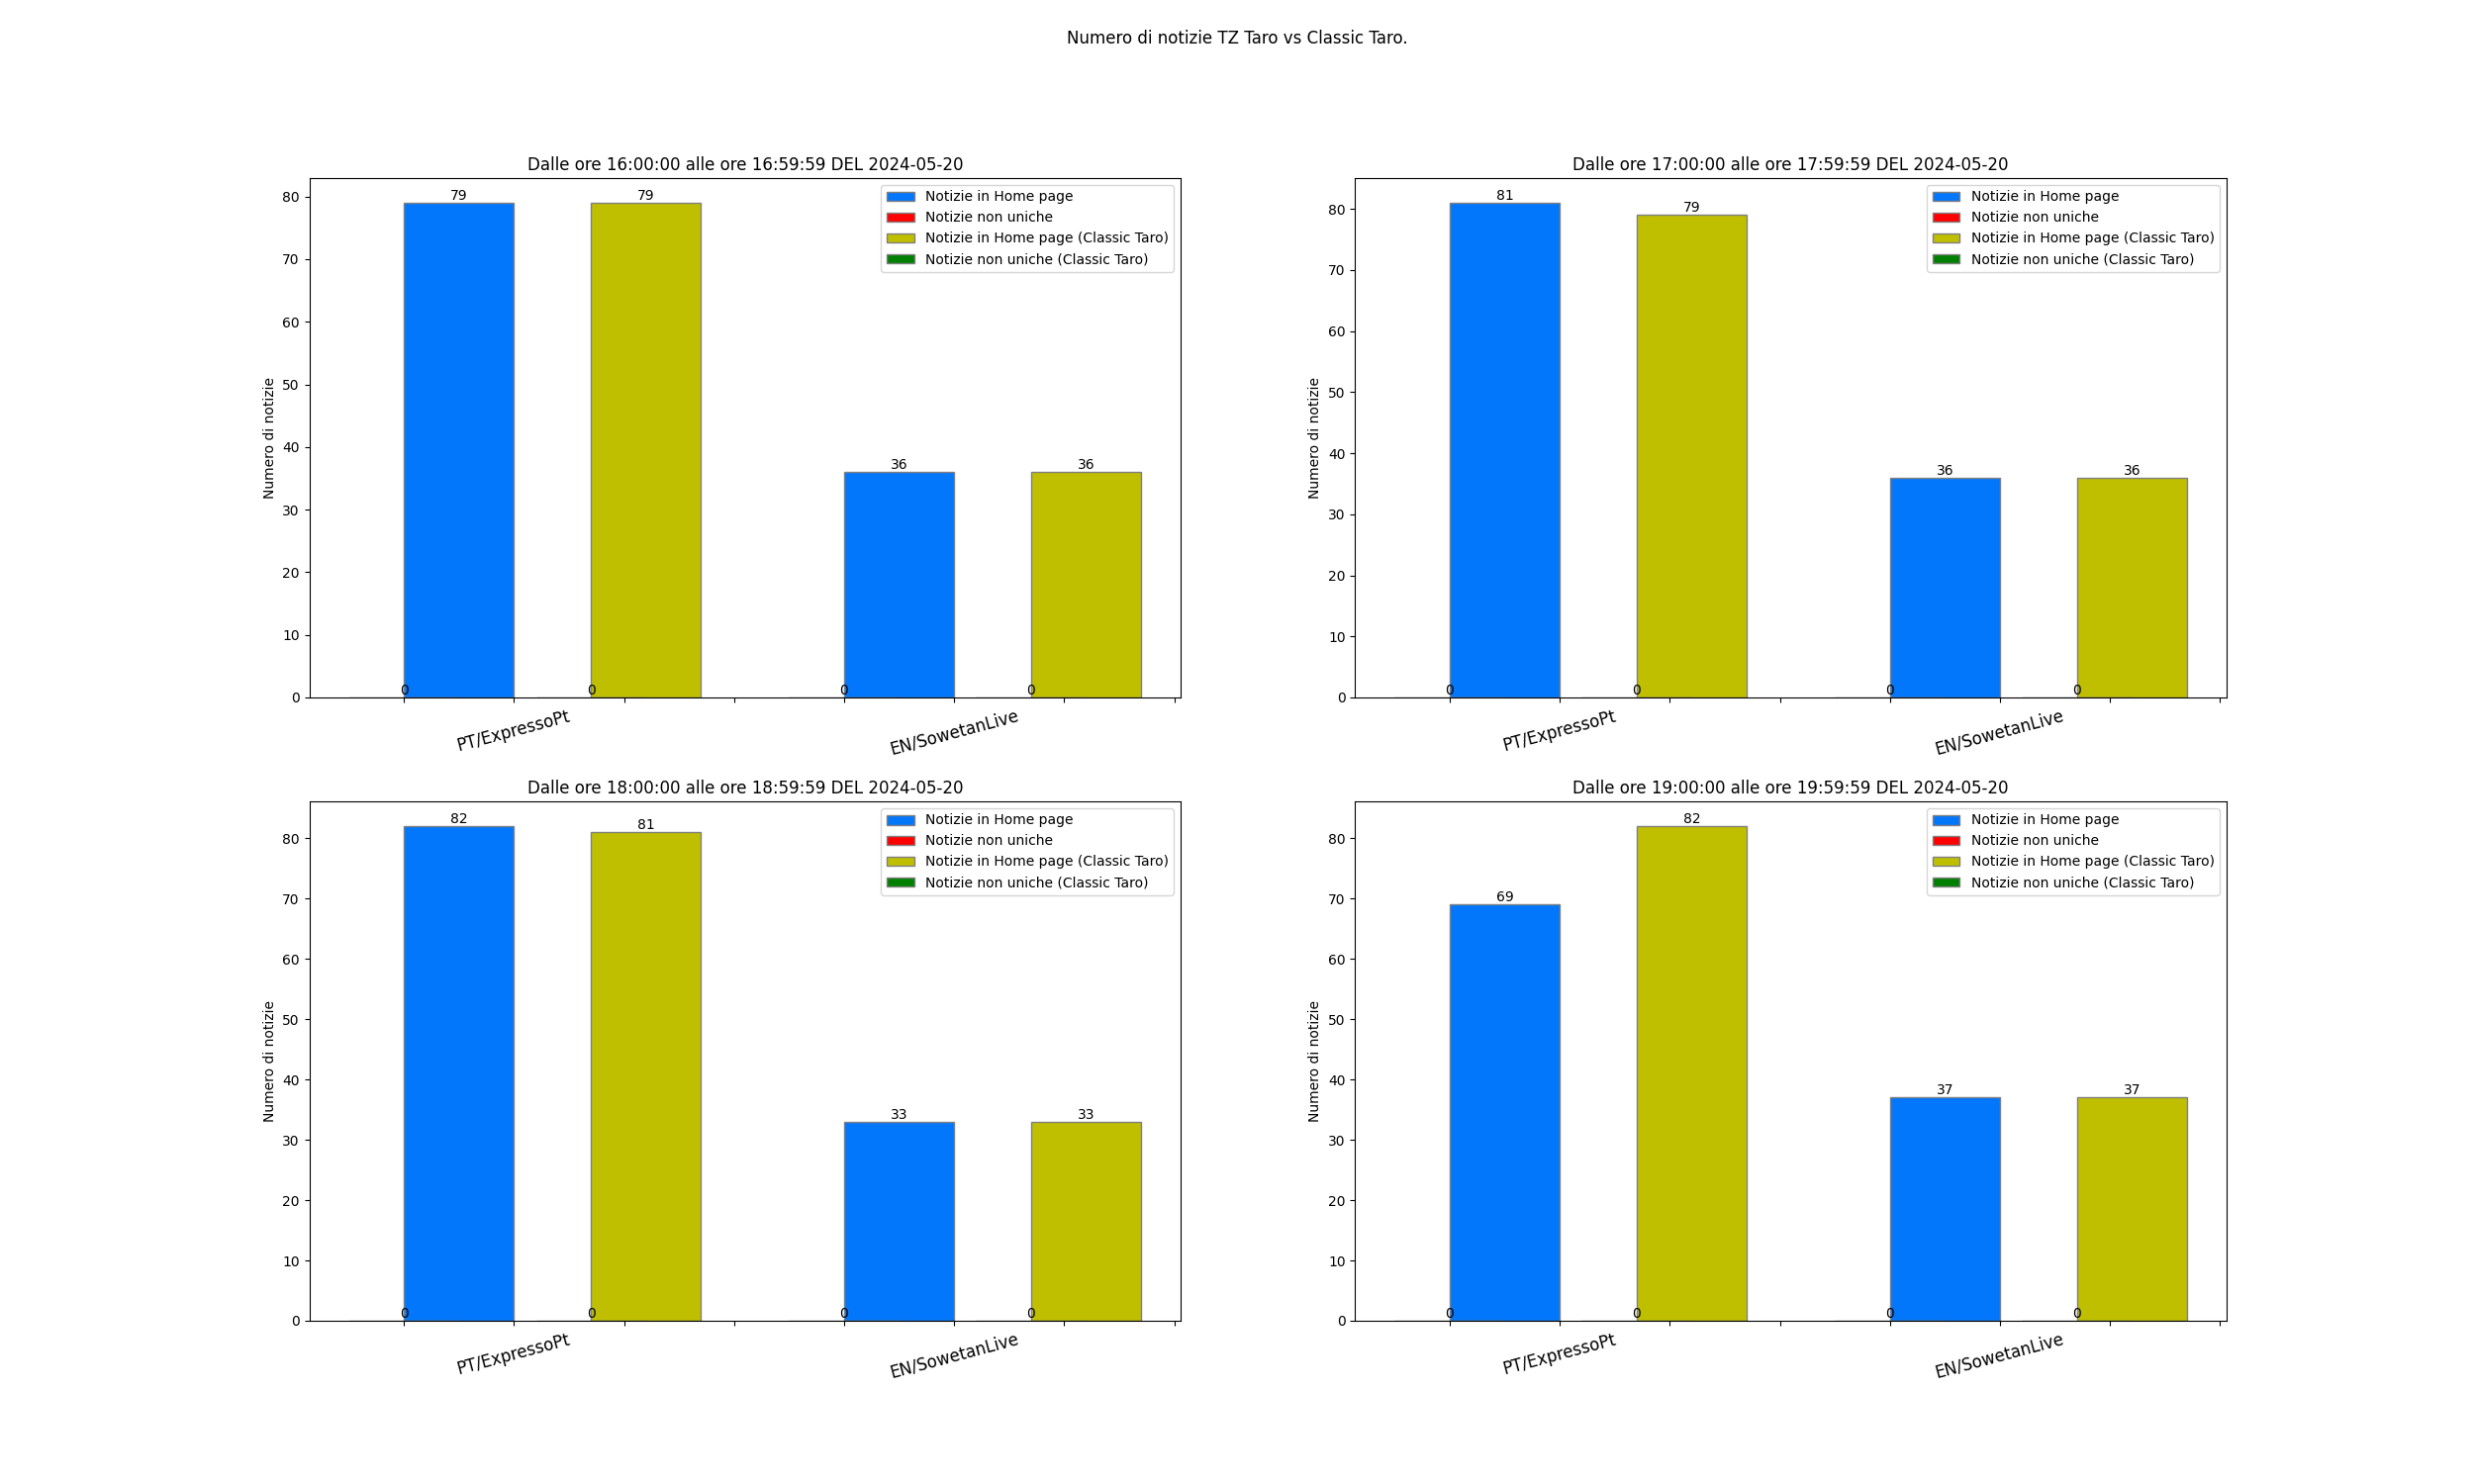 Numero di notizie TZ Taro vs Classic Taro.
Dalle ore 16:00:00 alle ore 16:59:59 DEL 2024-05-20
Numero di notizie
80
70
60
50
40
30
20
10
0
79
79
36
36
0
0
0
0
Notizie in Home page
Notizie non uniche
Notizie in Home page (Classic Taro)
Notizie non uniche (Classic Taro)
PT/ExpressoPt
EN/SowetanLive
Dalle ore 17:00:00 alle ore 17:59:59 DEL 2024-05-20
Numero di notizie
80
70
60
50
40
30
20
10
0
81
79
36
36
0
0
0
0
Notizie in Home page
Notizie non uniche
Notizie in Home page (Classic Taro)
Notizie non uniche (Classic Taro)
PT/ExpressoPt
EN/SowetanLive
Dalle ore 18:00:00 alle ore 18:59:59 DEL 2024-05-20
Numero di notizie
80
70
60
50
40
30
20
10
0
82
81
33
33
0
0
0
0
Notizie in Home page
Notizie non uniche
Notizie in Home page (Classic Taro)
Notizie non uniche (Classic Taro)
PT/ExpressoPt
EN/SowetanLive
Dalle ore 19:00:00 alle ore 19:59:59 DEL 2024-05-20
Numero di notizie
80
70
60
50
40
30
20
10
0
69
82
37
37
0
0
0
0
Notizie in Home page
Notizie non uniche
Notizie in Home page (Classic Taro)
Notizie non uniche (Classic Taro)
PT/ExpressoPt
EN/SowetanLive